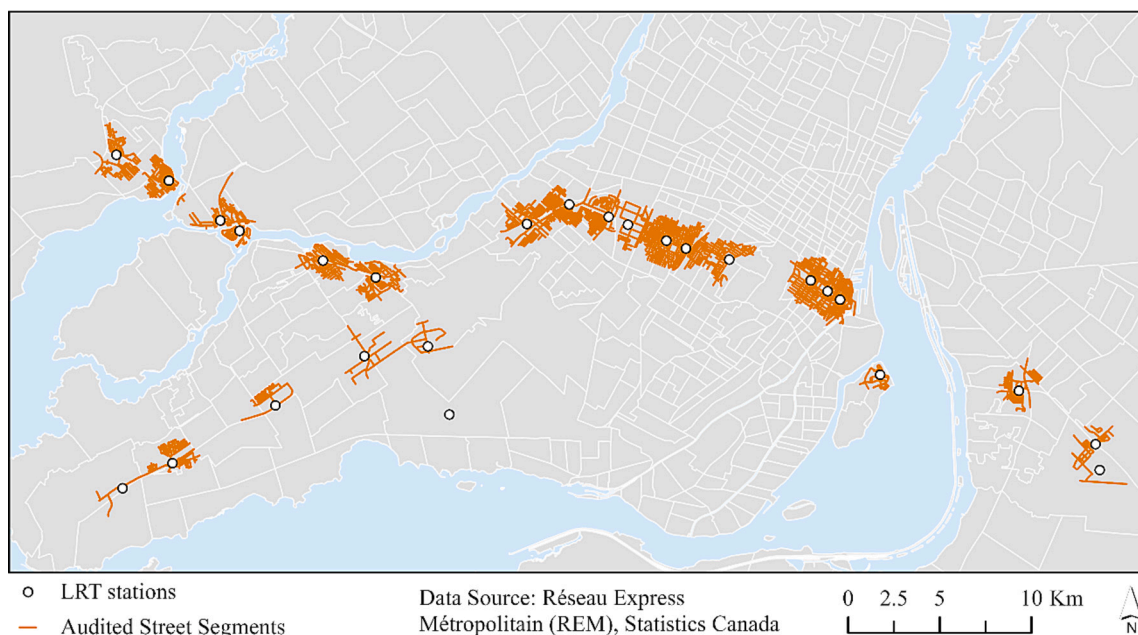 LRT stations
Audited Street Segments
Data Source: Réseau Express
Métropolitain (REM), Statistics Canada
0 2.5 5 10 Km
N